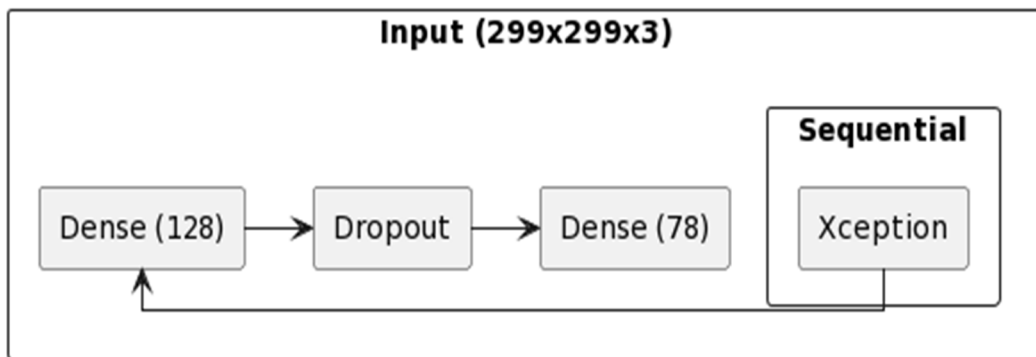 Input (299x299x3)
Sequential
Dense (128)
Dropout
Dense (78)
Xception